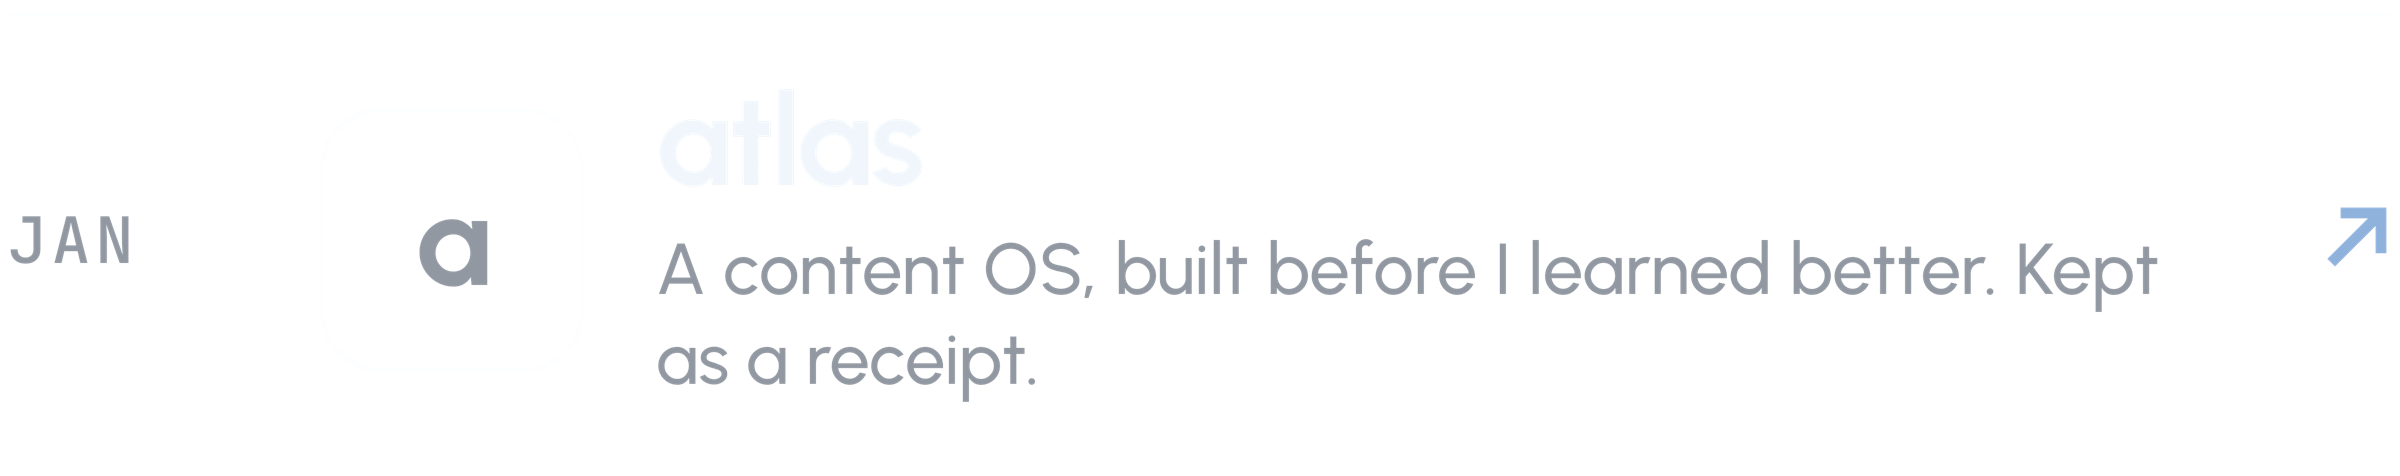 atlas
JAN
a
A content OS, built before I learned better. Kept
as a receipt.